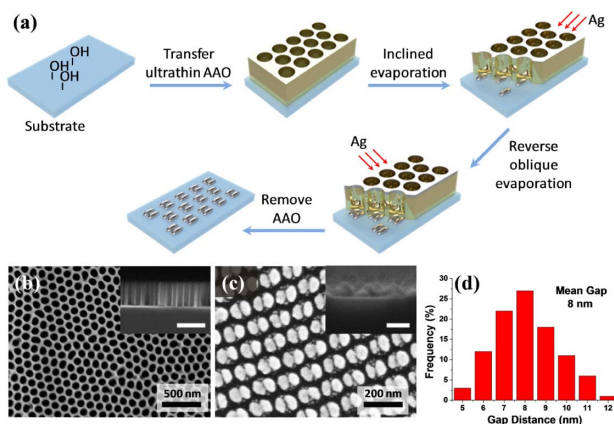 (a)
OH
OH
OH
Substrate
Transfer
ultrathin AAO
Inclined
evaporation
Ag
Reverse
oblique
evaporation
Ag
Remove
AAO
(b)
500 nm
(c)
200 nm
(d)
Mean Gap
8 nm
Frequency (%)
30
25
20
15
10
5
0
5 6 7 8 9 10 11 12
Gap Distance (nm)